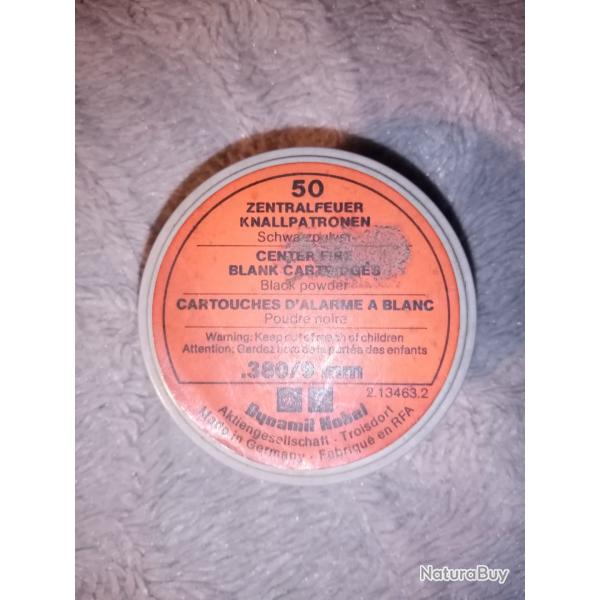 50
ZENTRALFEUER
KNALLPATRONEN
Schwarzpulver
CENTER FIRE
BLANK CARTRIDGES
Black powder
CARTOUCHES D'ALARME A BLANC
Poudre noire
Warning: Keep out of reach of children
Attention: Gardez hors de la portée des enfants
.380/9 mm
2.13463.2
Dynamit Nobel
Aktiengesellschaft · Troisdorf
Made in Germany · Fabriqué en RFA
NaturaBuy